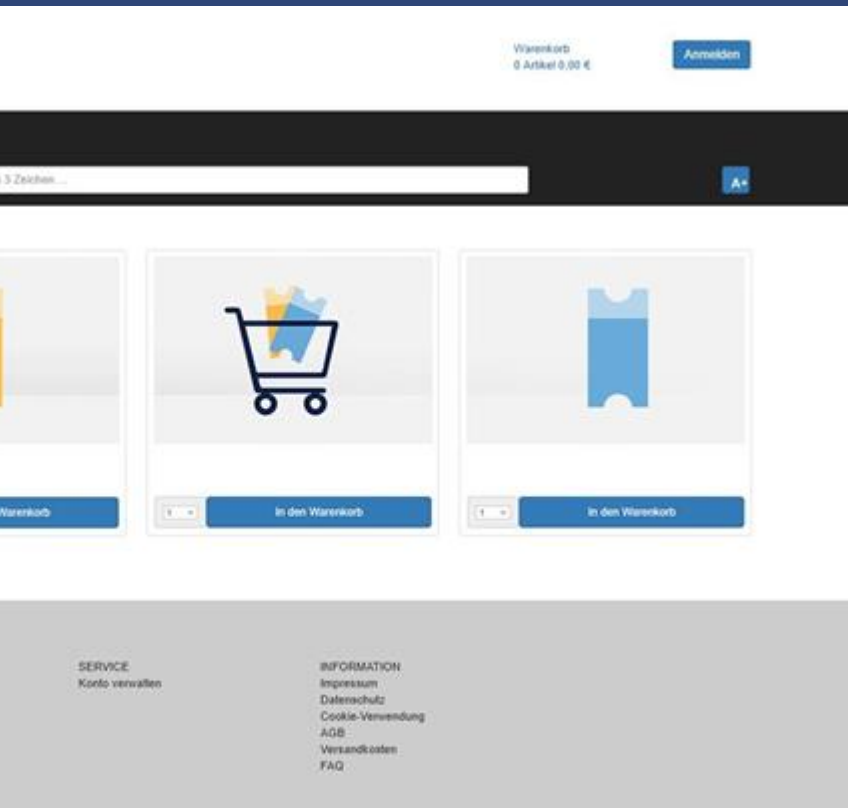 Warenkorb
0 Artikel 0,00 €
Anmelden
3 Zeichen ...
A+
Warenkorb
1
In den Warenkorb
1
In den Warenkorb
SERVICE
Konto verwalten
INFORMATION
Impressum
Datenschutz
Cookie-Verwendung
AGB
Versandkosten
FAQ